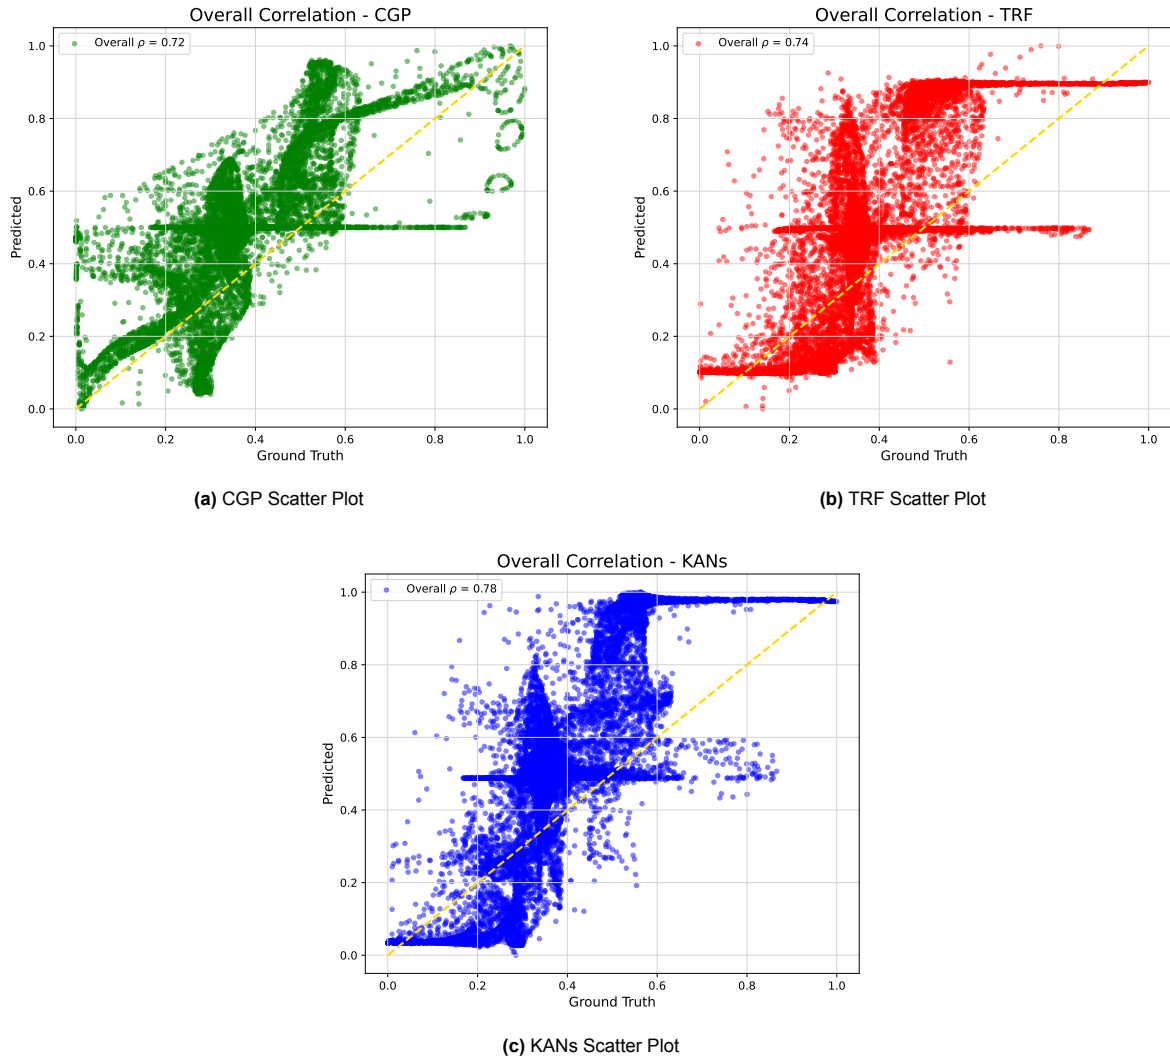 Overall Correlation - CGP
Overall ρ = 0.72
1.0
0.8
0.6
0.4
0.2
0.0
Predicted
0.0 0.2 0.4 0.6 0.8 1.0
Ground Truth
(a) CGP Scatter Plot
Overall Correlation - TRF
Overall ρ = 0.74
1.0
0.8
0.6
0.4
0.2
0.0
Predicted
0.0 0.2 0.4 0.6 0.8 1.0
Ground Truth
(b) TRF Scatter Plot
Overall Correlation - KANs
Overall ρ = 0.78
1.0
0.8
0.6
0.4
0.2
0.0
Predicted
0.0 0.2 0.4 0.6 0.8 1.0
Ground Truth
(c) KANs Scatter Plot